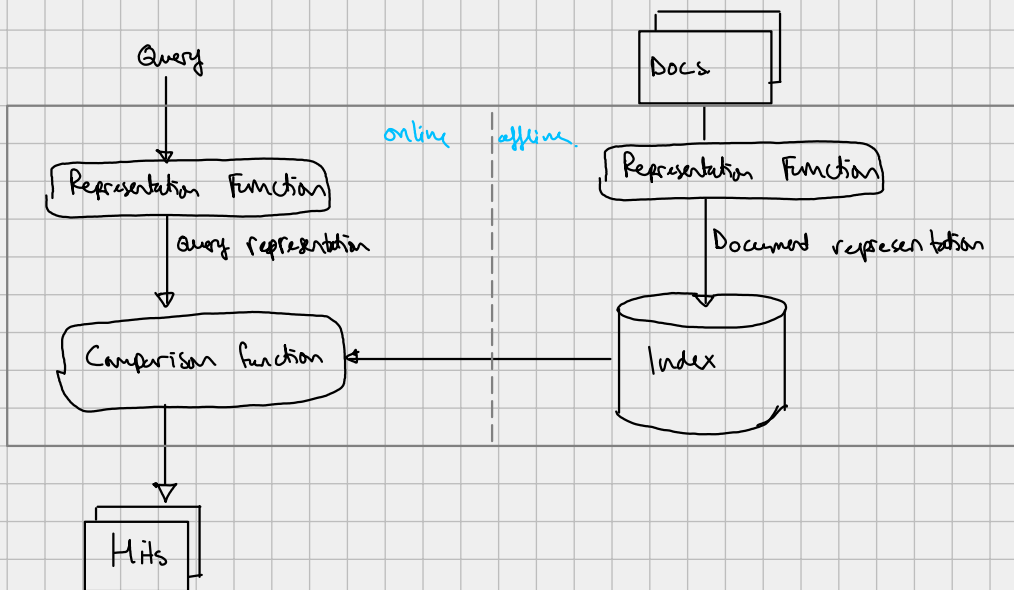 Query
Docs
online
offline.
Representation Function
Representation Function
Query representation
Document representation
Comparison function
Index
Hits